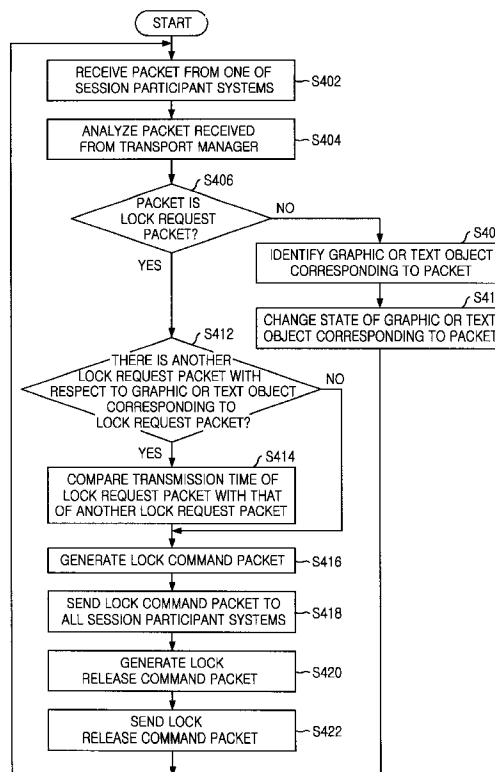 START
RECEIVE PACKET FROM ONE OF
SESSION PARTICIPANT SYSTEMS
S402
ANALYZE PACKET RECEIVED
FROM TRANSPORT MANAGER
S404
S406
PACKET IS
LOCK REQUEST
PACKET?
NO
YES
S40
IDENTIFY GRAPHIC OR TEXT OBJECT
CORRESPONDING TO PACKET
S41
CHANGE STATE OF GRAPHIC OR TEXT
OBJECT CORRESPONDING TO PACKET
S412
THERE IS ANOTHER
LOCK REQUEST PACKET WITH
RESPECT TO GRAPHIC OR TEXT OBJECT
CORRESPONDING TO
LOCK REQUEST PACKET?
NO
YES
S414
COMPARE TRANSMISSION TIME OF
LOCK REQUEST PACKET WITH THAT
OF ANOTHER LOCK REQUEST PACKET
GENERATE LOCK COMMAND PACKET
S416
SEND LOCK COMMAND PACKET TO
ALL SESSION PARTICIPANT SYSTEMS
S418
GENERATE LOCK
RELEASE COMMAND PACKET
S420
SEND LOCK
RELEASE COMMAND PACKET
S422